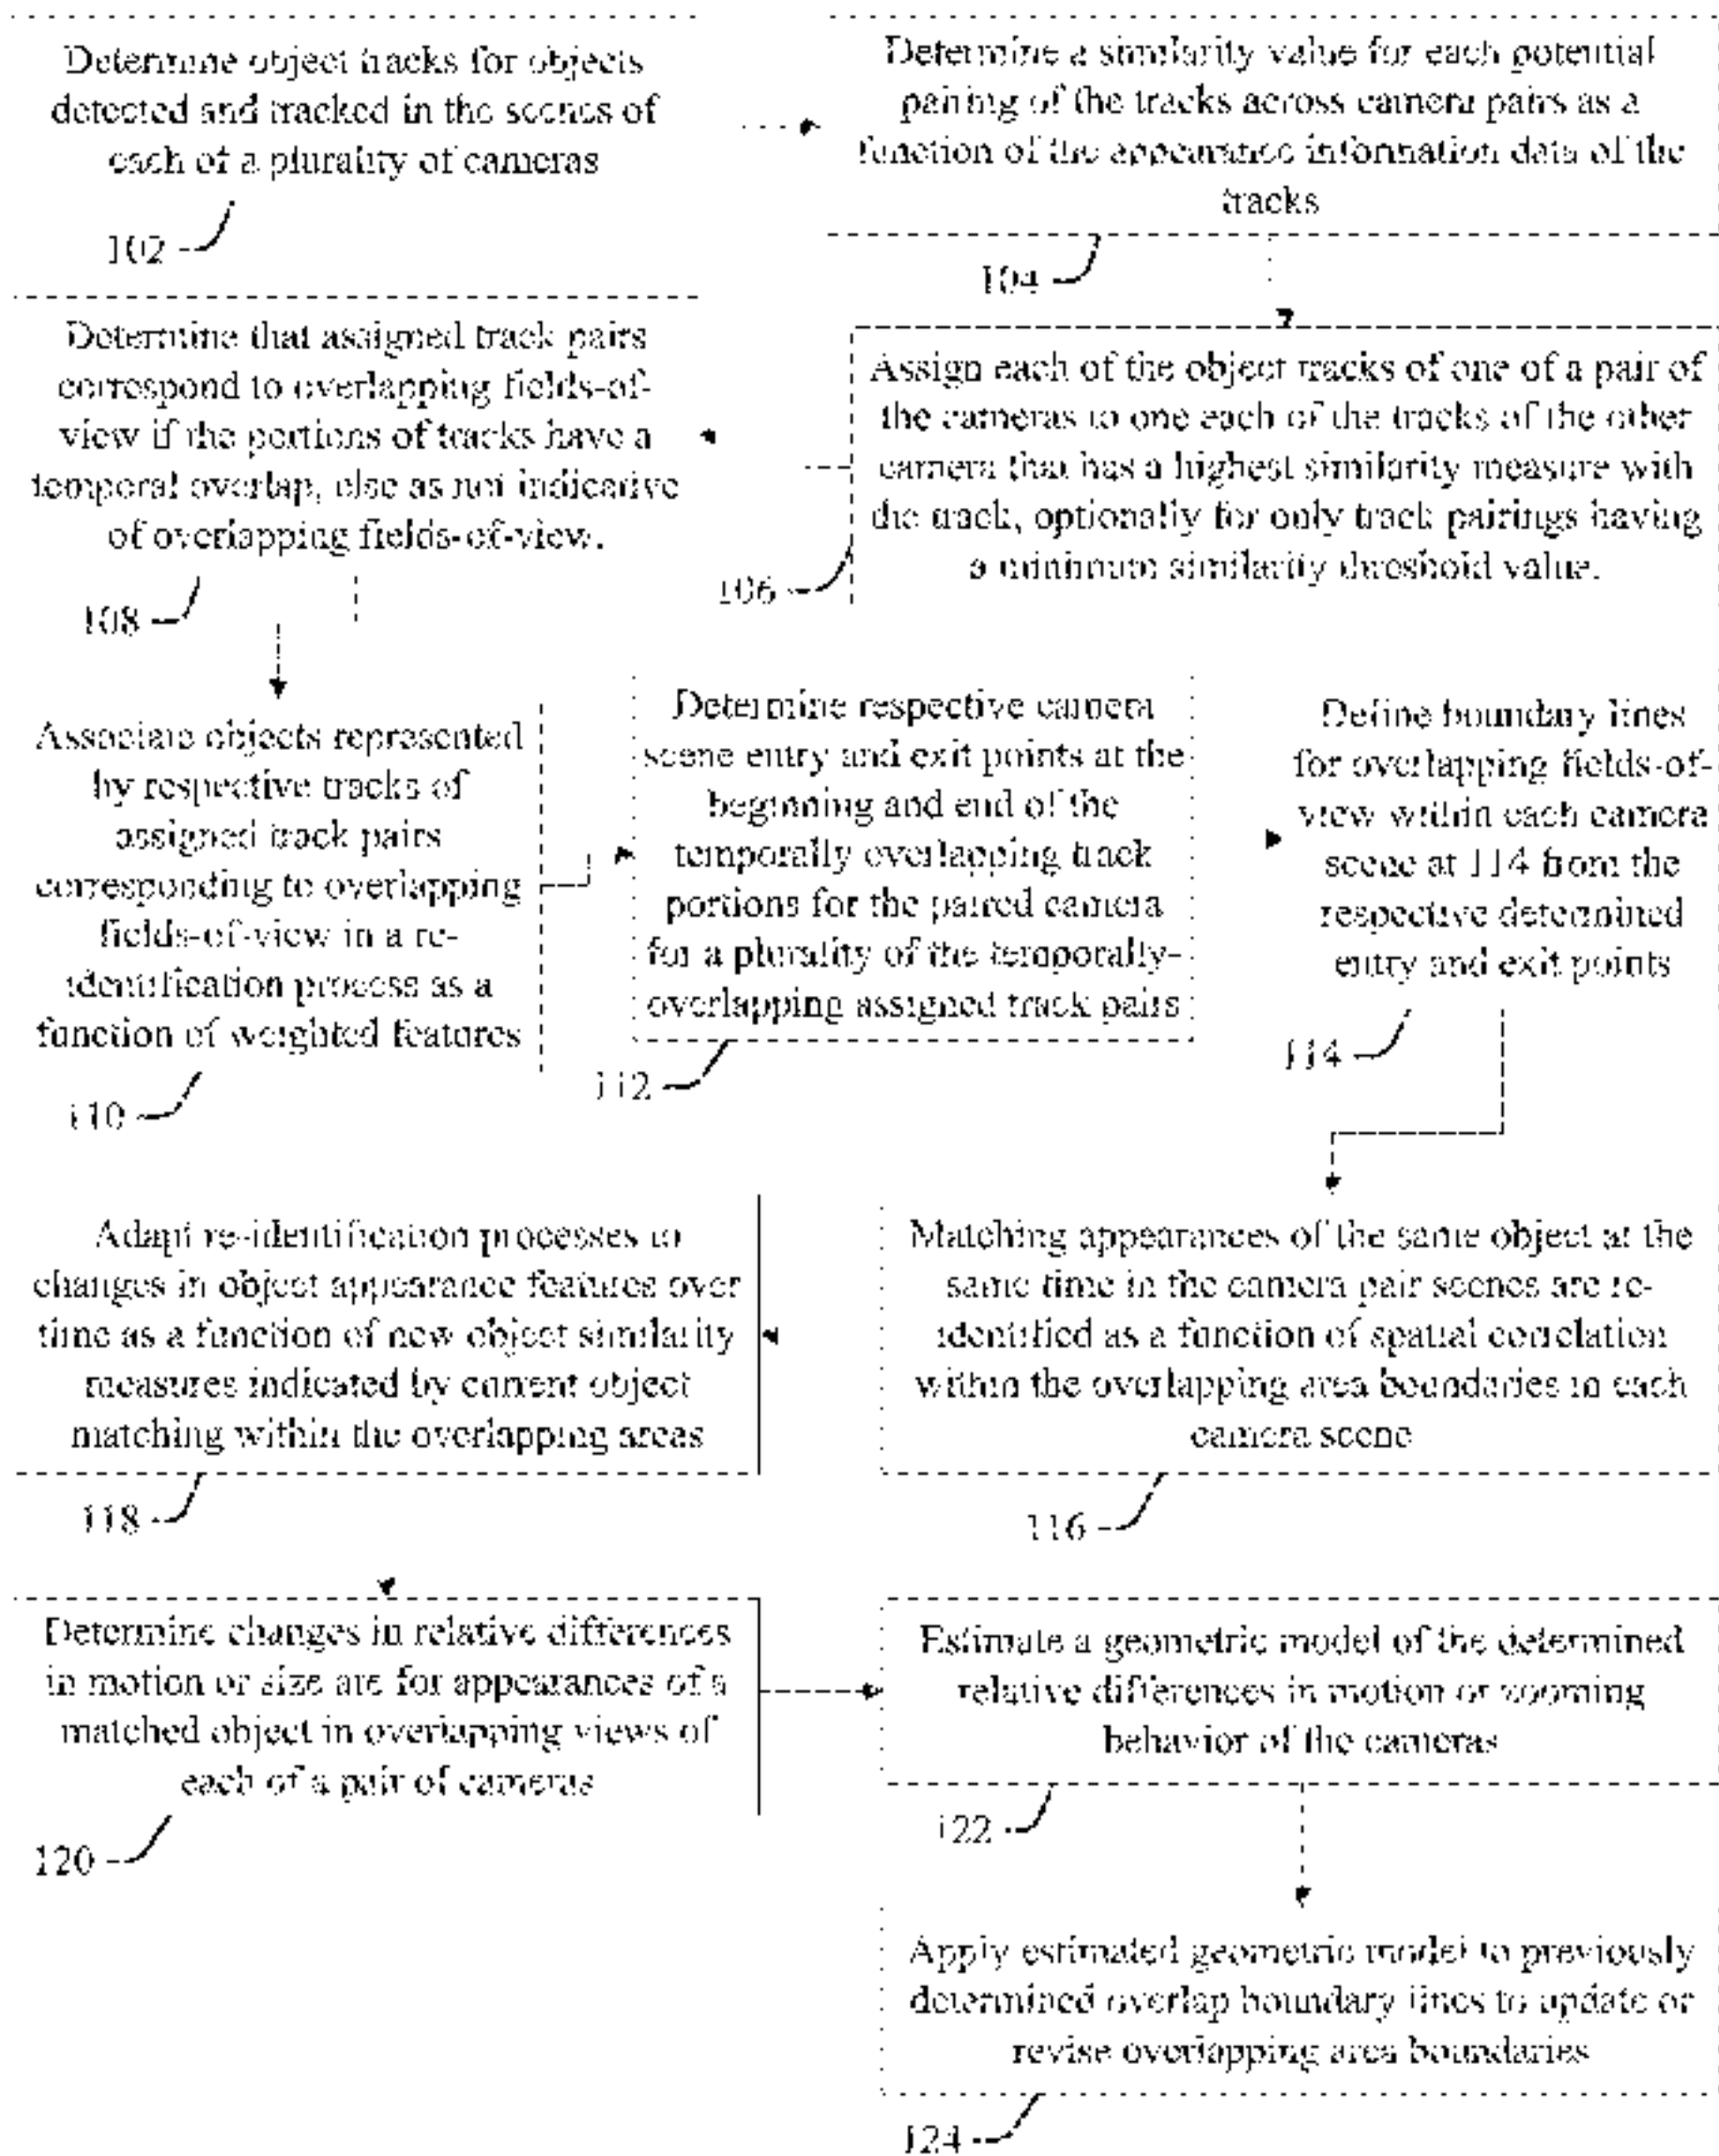 Determine object tracks for objects
detected and tracked in the scenes of
each of a plurality of cameras
102
Determine a similarity value for each potential
pairing of the tracks across camera pairs as a
function of the appearance information data of the
tracks
104
Assign each of the object tracks of one of a pair of
the cameras to one each of the tracks of the other
camera that has a highest similarity measure with
the track, optionally for only track pairings having
a minimum similarity threshold value.
106
Determine that assigned track pairs
correspond to overlapping fields-of-
view if the portions of tracks have a
temporal overlap, else as not indicative
of overlapping fields-of-view.
108
Associate objects represented
by respective tracks of
assigned track pairs
corresponding to overlapping
fields-of-view in a re-
identification process as a
function of weighted features
110
Determine respective camera
scene entry and exit points at the
beginning and end of the
temporally overlapping track
portions for the paired camera
for a plurality of the temporally-
overlapping assigned track pairs
112
Define boundary lines
for overlapping fields-of-
view within each camera
scene at 114 from the
respective determined
entry and exit points
114
Matching appearances of the same object at the
same time in the camera pair scenes are re-
identified as a function of spatial correlation
within the overlapping area boundaries in each
camera scene
116
Adapt re-identification processes to
changes in object appearance features over
time as a function of new object similarity
measures indicated by current object
matching within the overlapping areas
118
Determine changes in relative differences
in motion or size are for appearances of a
matched object in overlapping views of
each of a pair of cameras
120
Estimate a geometric model of the determined
relative differences in motion or zooming
behavior of the cameras
122
Apply estimated geometric model to previously
determined overlap boundary lines to update or
revise overlapping area boundaries
124